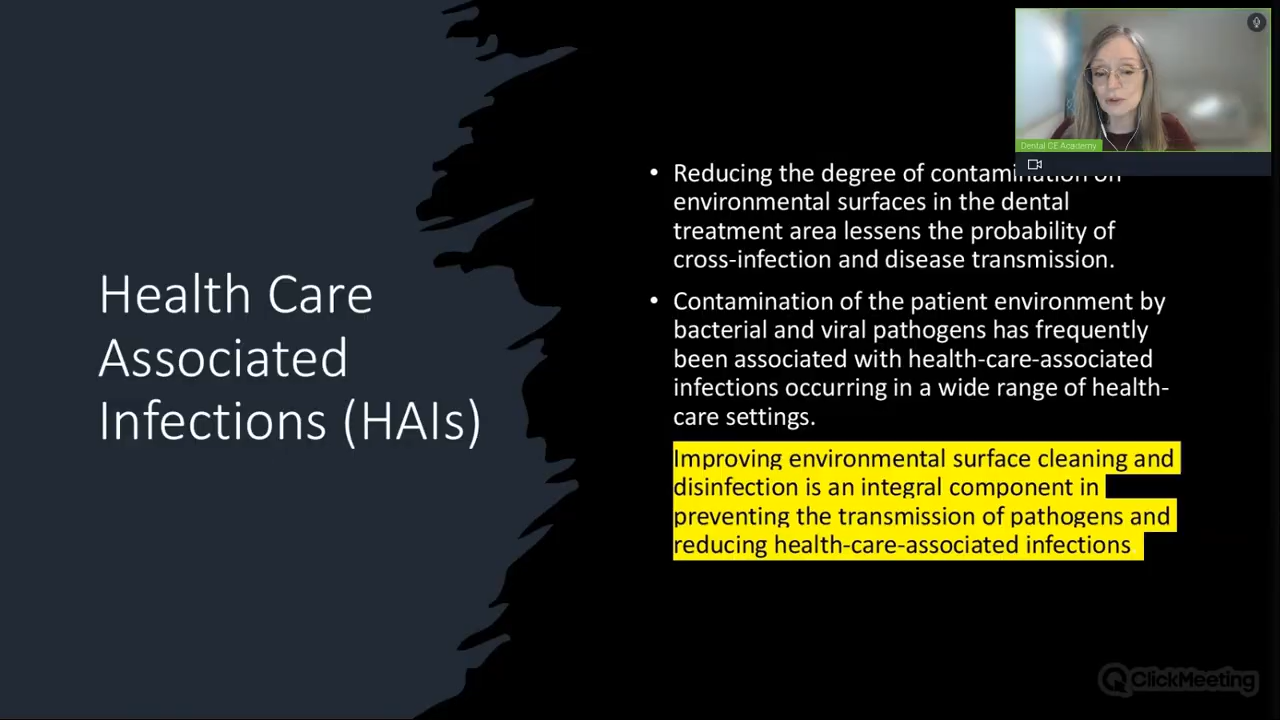 Health Care
Associated
Infections (HAIs)
• Reducing the degree of contamination on
environmental surfaces in the dental
treatment area lessens the probability of
cross-infection and disease transmission.
• Contamination of the patient environment by
bacterial and viral pathogens has frequently
been associated with health-care-associated
infections occurring in a wide range of health-
care settings.
Improving environmental surface cleaning and
disinfection is an integral component in
preventing the transmission of pathogens and
reducing health-care-associated infections
Dental CE Academy
ClickMeeting